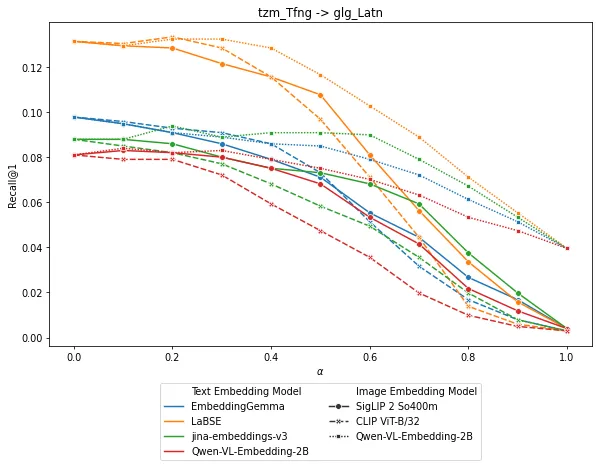 tzm_Tfng -> glg_Latn
Recall@1
0.12
0.10
0.08
0.06
0.04
0.02
0.00
0.0 0.2 0.4 0.6 0.8 1.0
α
Text Embedding Model
EmbeddingGemma
LaBSE
jina-embeddings-v3
Qwen-VL-Embedding-2B
Image Embedding Model
SigLIP 2 So400m
CLIP ViT-B/32
Qwen-VL-Embedding-2B